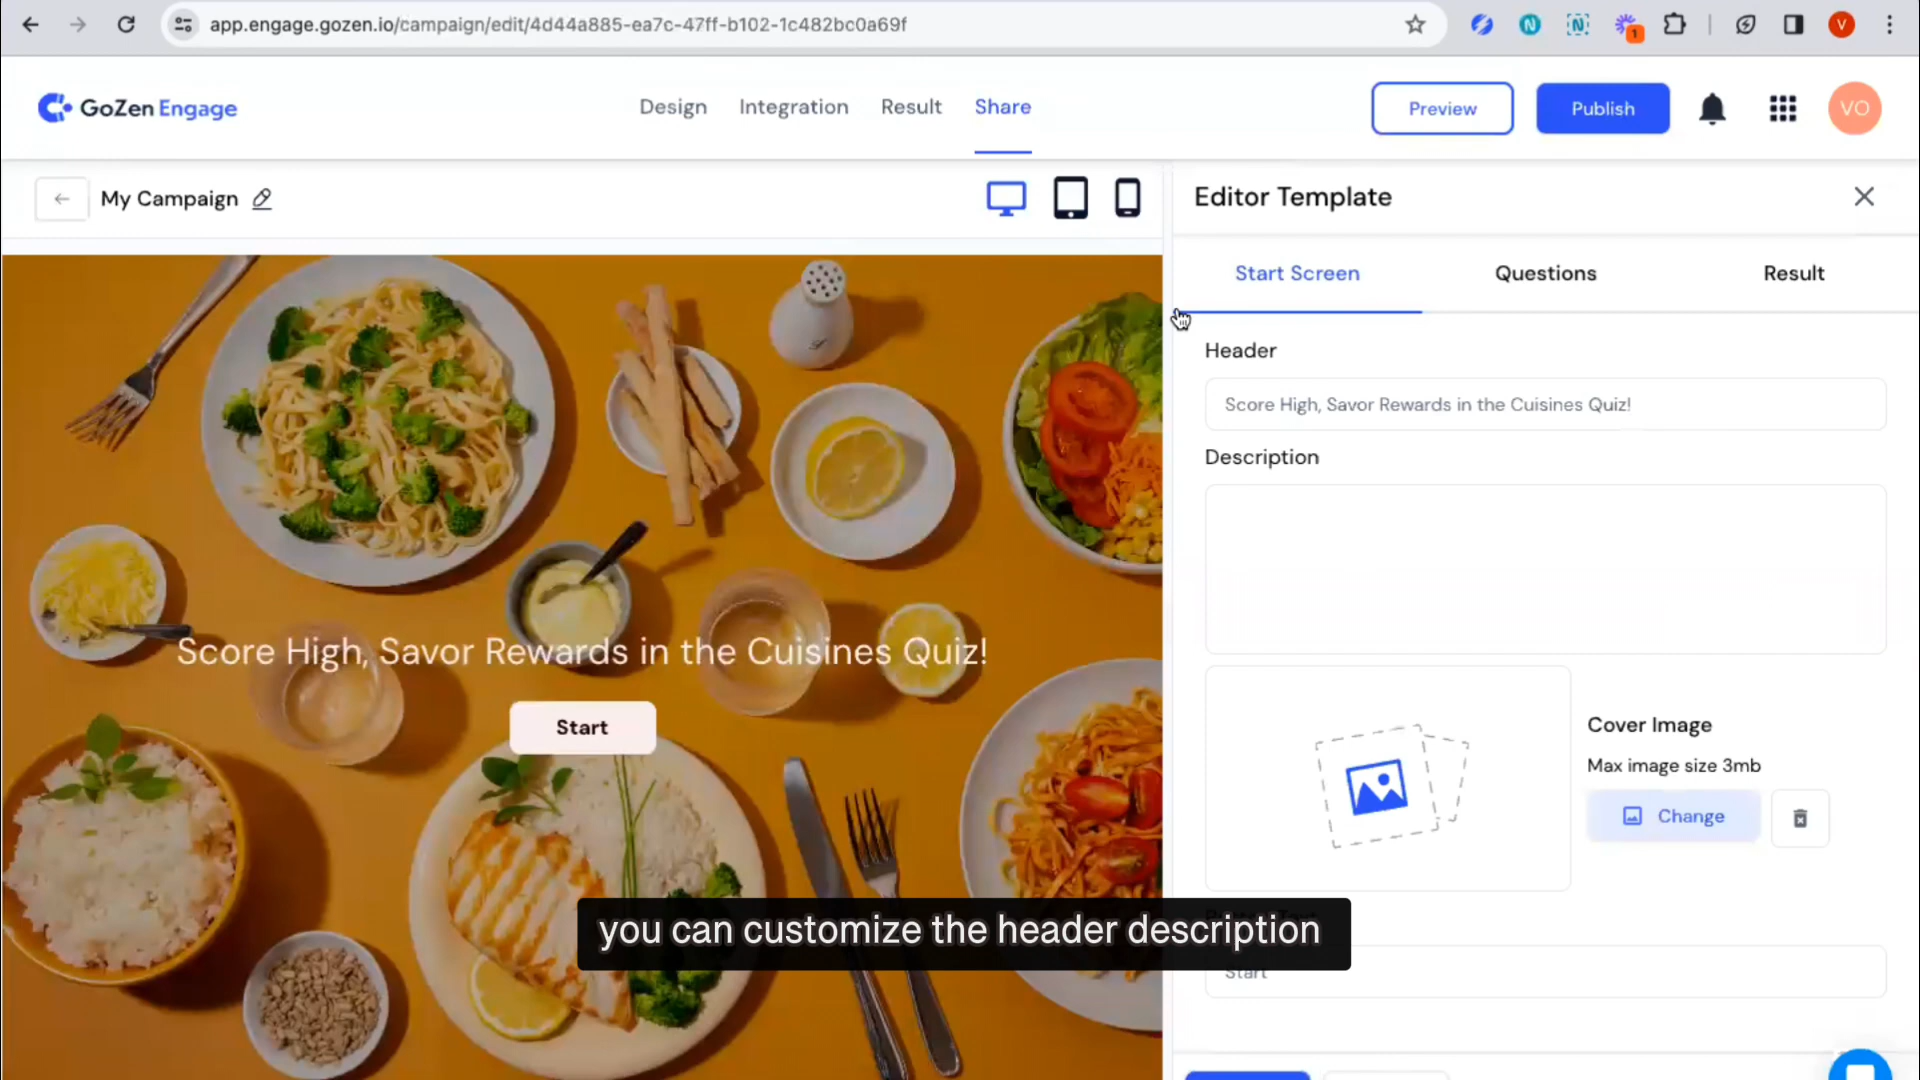 app.engage.gozen.io/campaign/edit/4d44a885-ea7c-47ff-b102-1c482bc0a69f
N
N
1
V
GoZen Engage
Design
Integration
Result
Share
Preview
Publish
VO
My Campaign
Editor Template
Start Screen
Questions
Result
Header
Score High, Savor Rewards in the Cuisines Quiz!
Description
Score High, Savor Rewards in the Cuisines Quiz!
Start
Cover Image
Max image size 3mb
Change
you can customize the header description
Start